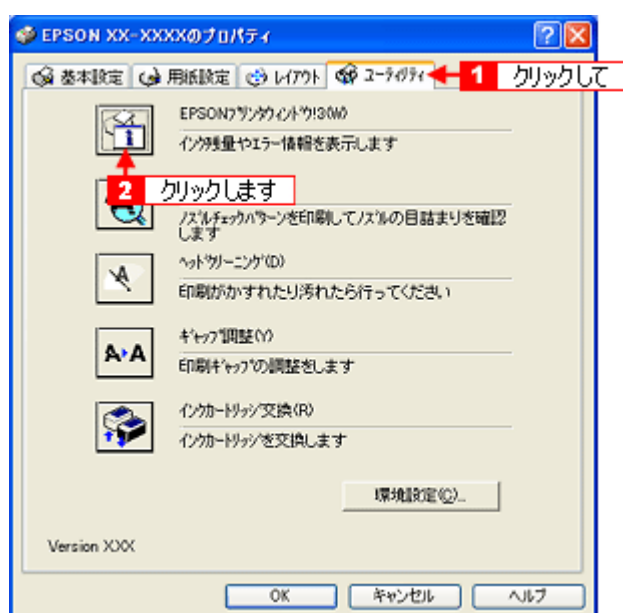 EPSON XX-XXXXのプロパティ
基本設定 用紙設定 レイアウト ユーティリティ 1 クリックして
EPSONプリンタウィンドウ!3(W)
インク残量やエラー情報を表示します
2 クリックします
ノズルチェックパターンを印刷してノズルの目詰まりを確認
します
ヘッドクリーニング(D)
印刷がかすれたり汚れたら行ってください
A▸A
ギャップ調整(Y)
印刷ギャップの調整をします
インクカートリッジ交換(R)
インクカートリッジを交換します
環境設定(C)...
Version XXX
OK キャンセル ヘルプ